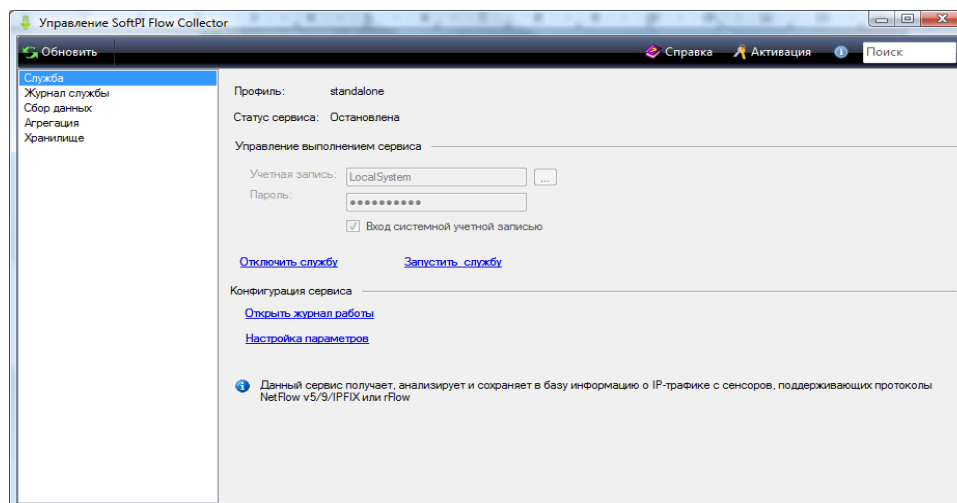 Управление SoftPI Flow Collector
Обновить
Справка
Активация
Поиск
Служба
Журнал службы
Сбор данных
Агрегация
Хранилище
Профиль: standalone
Статус сервиса: Остановлена
Управление выполнением сервиса
Учетная запись: LocalSystem ...
Пароль: ••••••••••
Вход системной учетной записью
Отключить службу Запустить службу
Конфигурация сервиса
Открыть журнал работы
Настройка параметров
Данный сервис получает, анализирует и сохраняет в базу информацию о IP-трафике с сенсоров, поддерживающих протоколы
NetFlow v5/9/IPFIX или rFlow